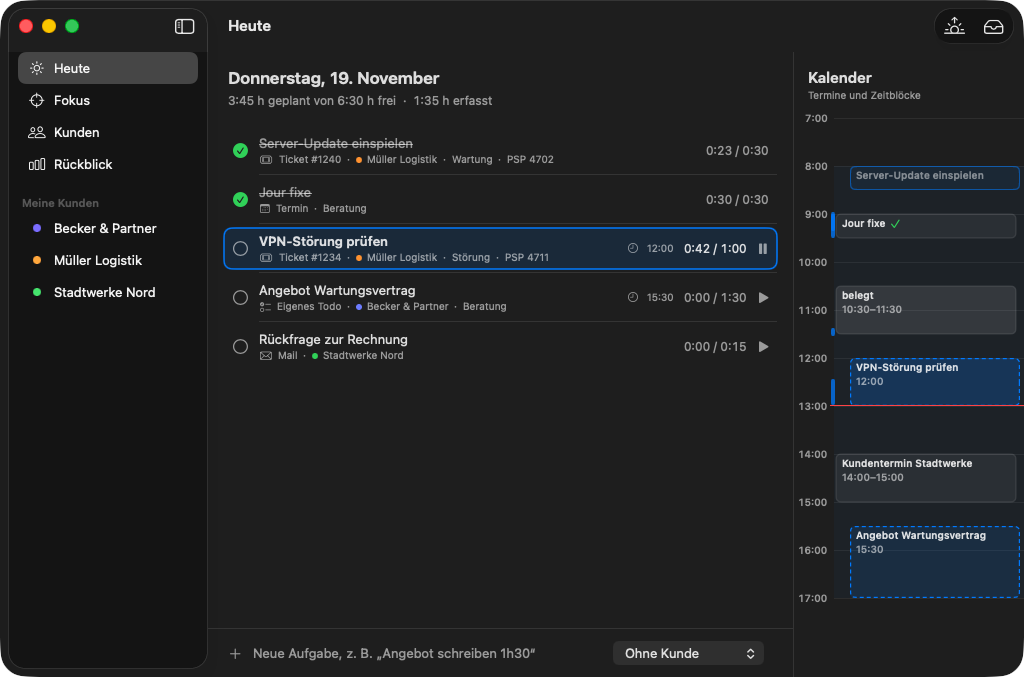 Heute
Heute
Fokus
Kunden
Rückblick
Meine Kunden
Becker & Partner
Müller Logistik
Stadtwerke Nord
Donnerstag, 19. November
3:45 h geplant von 6:30 h frei · 1:35 h erfasst
Server-Update einspielen
Ticket #1240 · Müller Logistik · Wartung · PSP 4702
0:23 / 0:30
Jour fixe
Termin · Beratung
0:30 / 0:30
VPN-Störung prüfen
Ticket #1234 · Müller Logistik · Störung · PSP 4711
12:00 0:42 / 1:00
Angebot Wartungsvertrag
Eigenes Todo · Becker & Partner · Beratung
15:30 0:00 / 1:30
Rückfrage zur Rechnung
Mail · Stadtwerke Nord
0:00 / 0:15
+ Neue Aufgabe, z. B. „Angebot schreiben 1h30“
Ohne Kunde
Kalender
Termine und Zeitblöcke
7:00
8:00
Server-Update einspielen
9:00
Jour fixe ✓
10:00
belegt
10:30–11:30
11:00
12:00
VPN-Störung prüfen
12:00
13:00
14:00
Kundentermin Stadtwerke
14:00–15:00
15:00
Angebot Wartungsvertrag
15:30
16:00
17:00